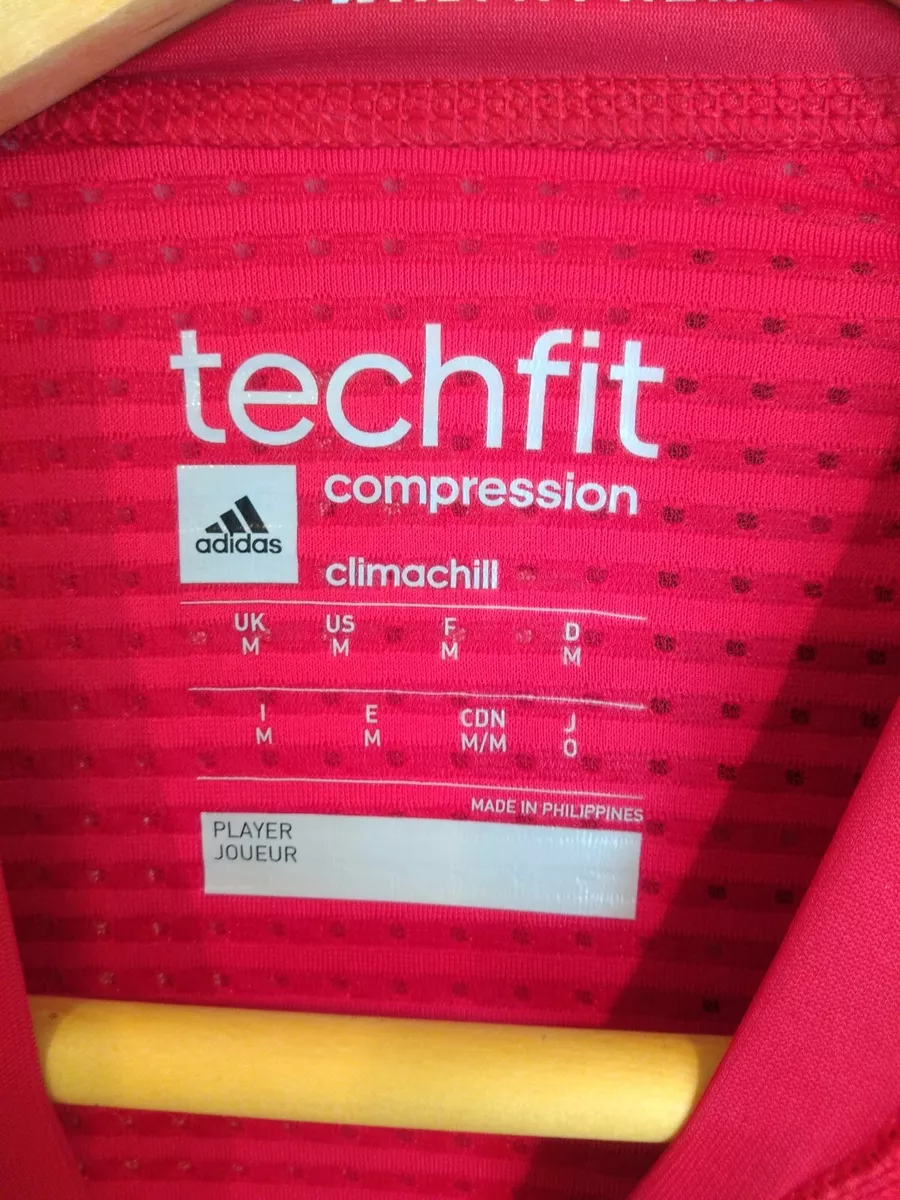 techfit
compression
adidas
climachill
UK US F D
M M M M
I E CDN J
M M M/M O
MADE IN PHILIPPINES
PLAYER
JOUEUR